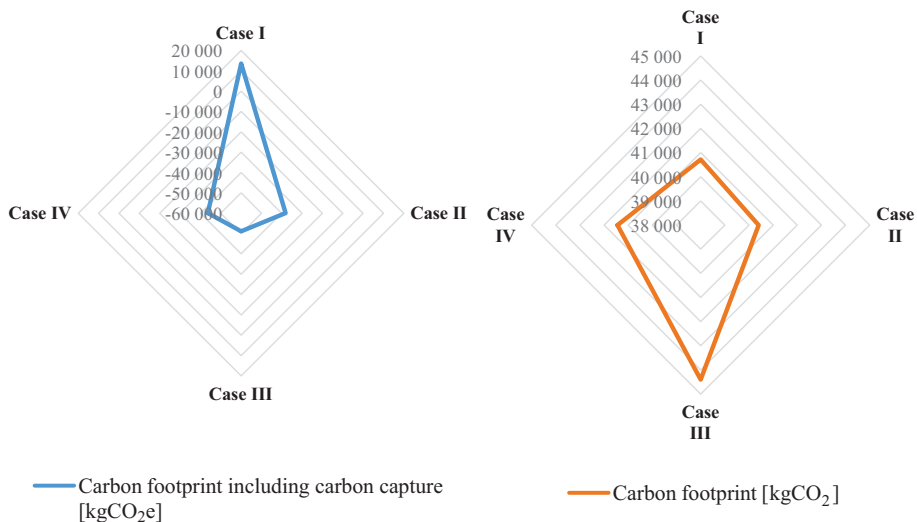 Case I
20 000
10 000
0
-10 000
-20 000
-30 000
-40 000
-50 000
-60 000
Case IV
Case II
Case III
Carbon footprint including carbon capture
[kgCO₂e]
Case
I
45 000
44 000
43 000
42 000
41 000
40 000
39 000
38 000
Case
IV
Case
II
Case
III
Carbon footprint [kgCO₂]